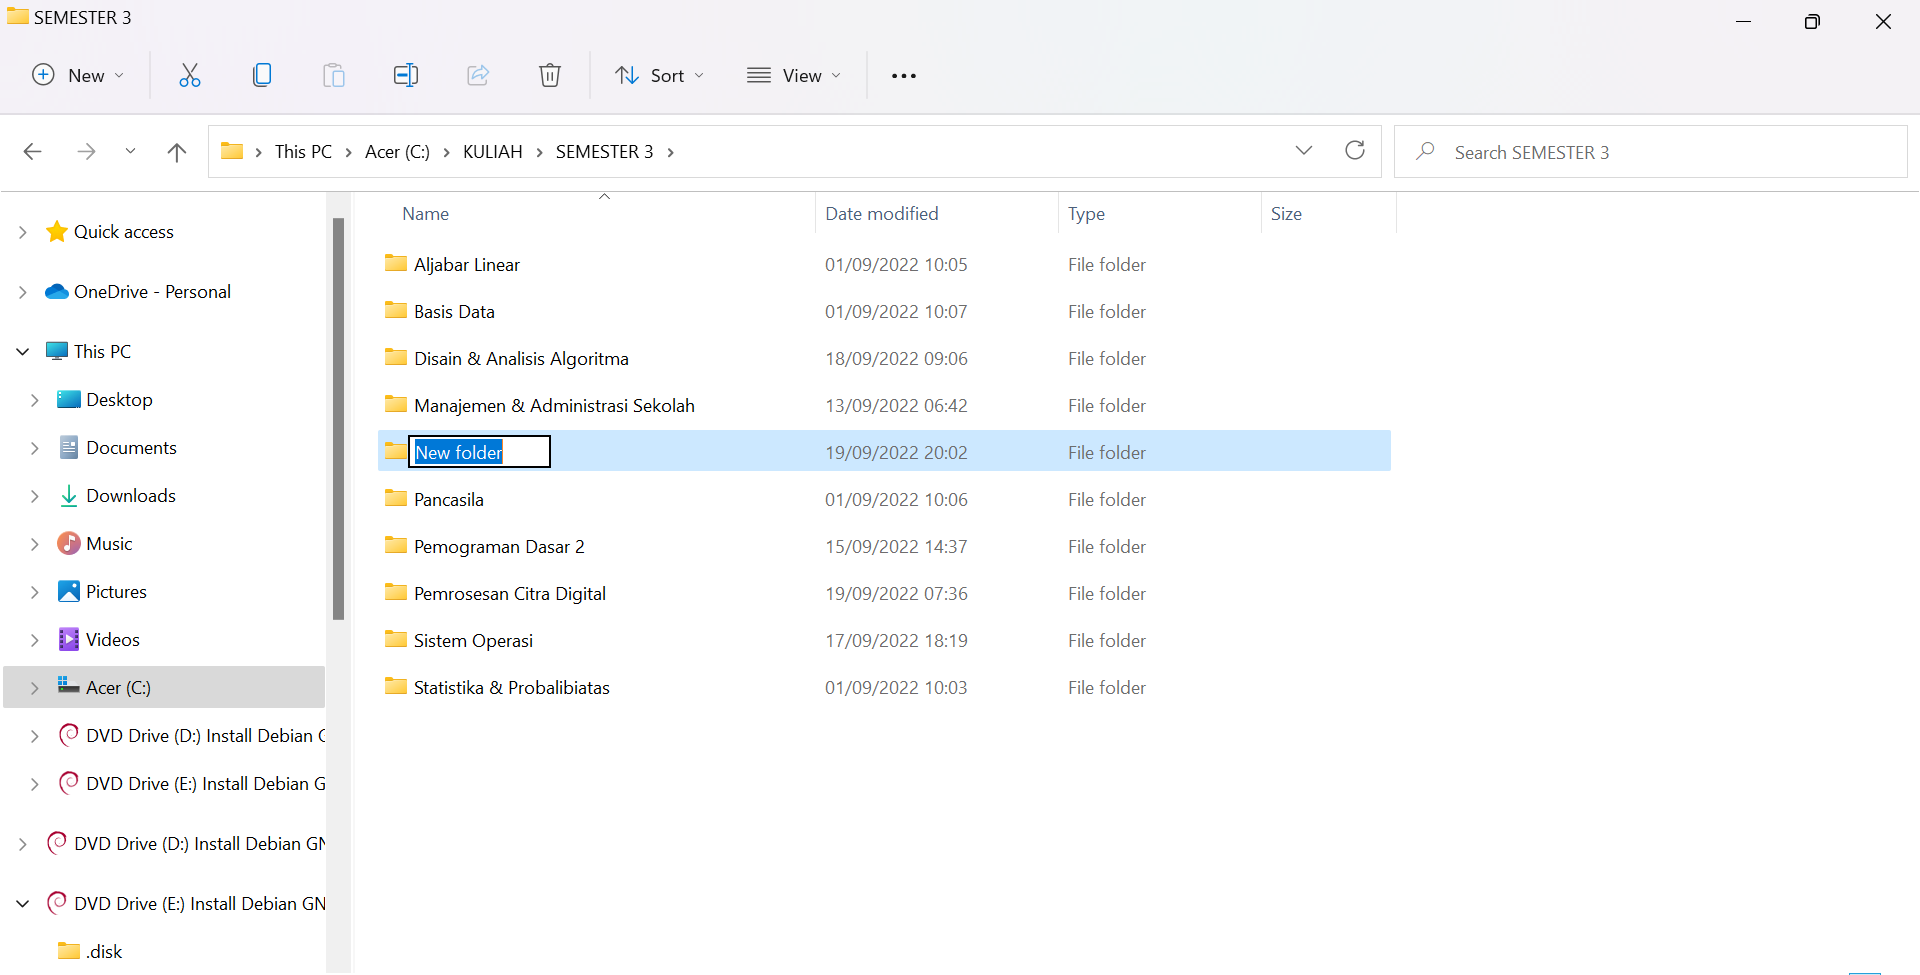 SEMESTER 3
New
Sort
View
This PC > Acer (C:) > KULIAH > SEMESTER 3 >
Search SEMESTER 3
Quick access
OneDrive - Personal
This PC
Desktop
Documents
Downloads
Music
Pictures
Videos
Acer (C:)
DVD Drive (D:) Install Debian G
DVD Drive (E:) Install Debian G
DVD Drive (D:) Install Debian GN
DVD Drive (E:) Install Debian GN
.disk
Name Date modified Type Size
Aljabar Linear 01/09/2022 10:05 File folder
Basis Data 01/09/2022 10:07 File folder
Disain & Analisis Algoritma 18/09/2022 09:06 File folder
Manajemen & Administrasi Sekolah 13/09/2022 06:42 File folder
New folder 19/09/2022 20:02 File folder
Pancasila 01/09/2022 10:06 File folder
Pemograman Dasar 2 15/09/2022 14:37 File folder
Pemrosesan Citra Digital 19/09/2022 07:36 File folder
Sistem Operasi 17/09/2022 18:19 File folder
Statistika & Probalibiatas 01/09/2022 10:03 File folder